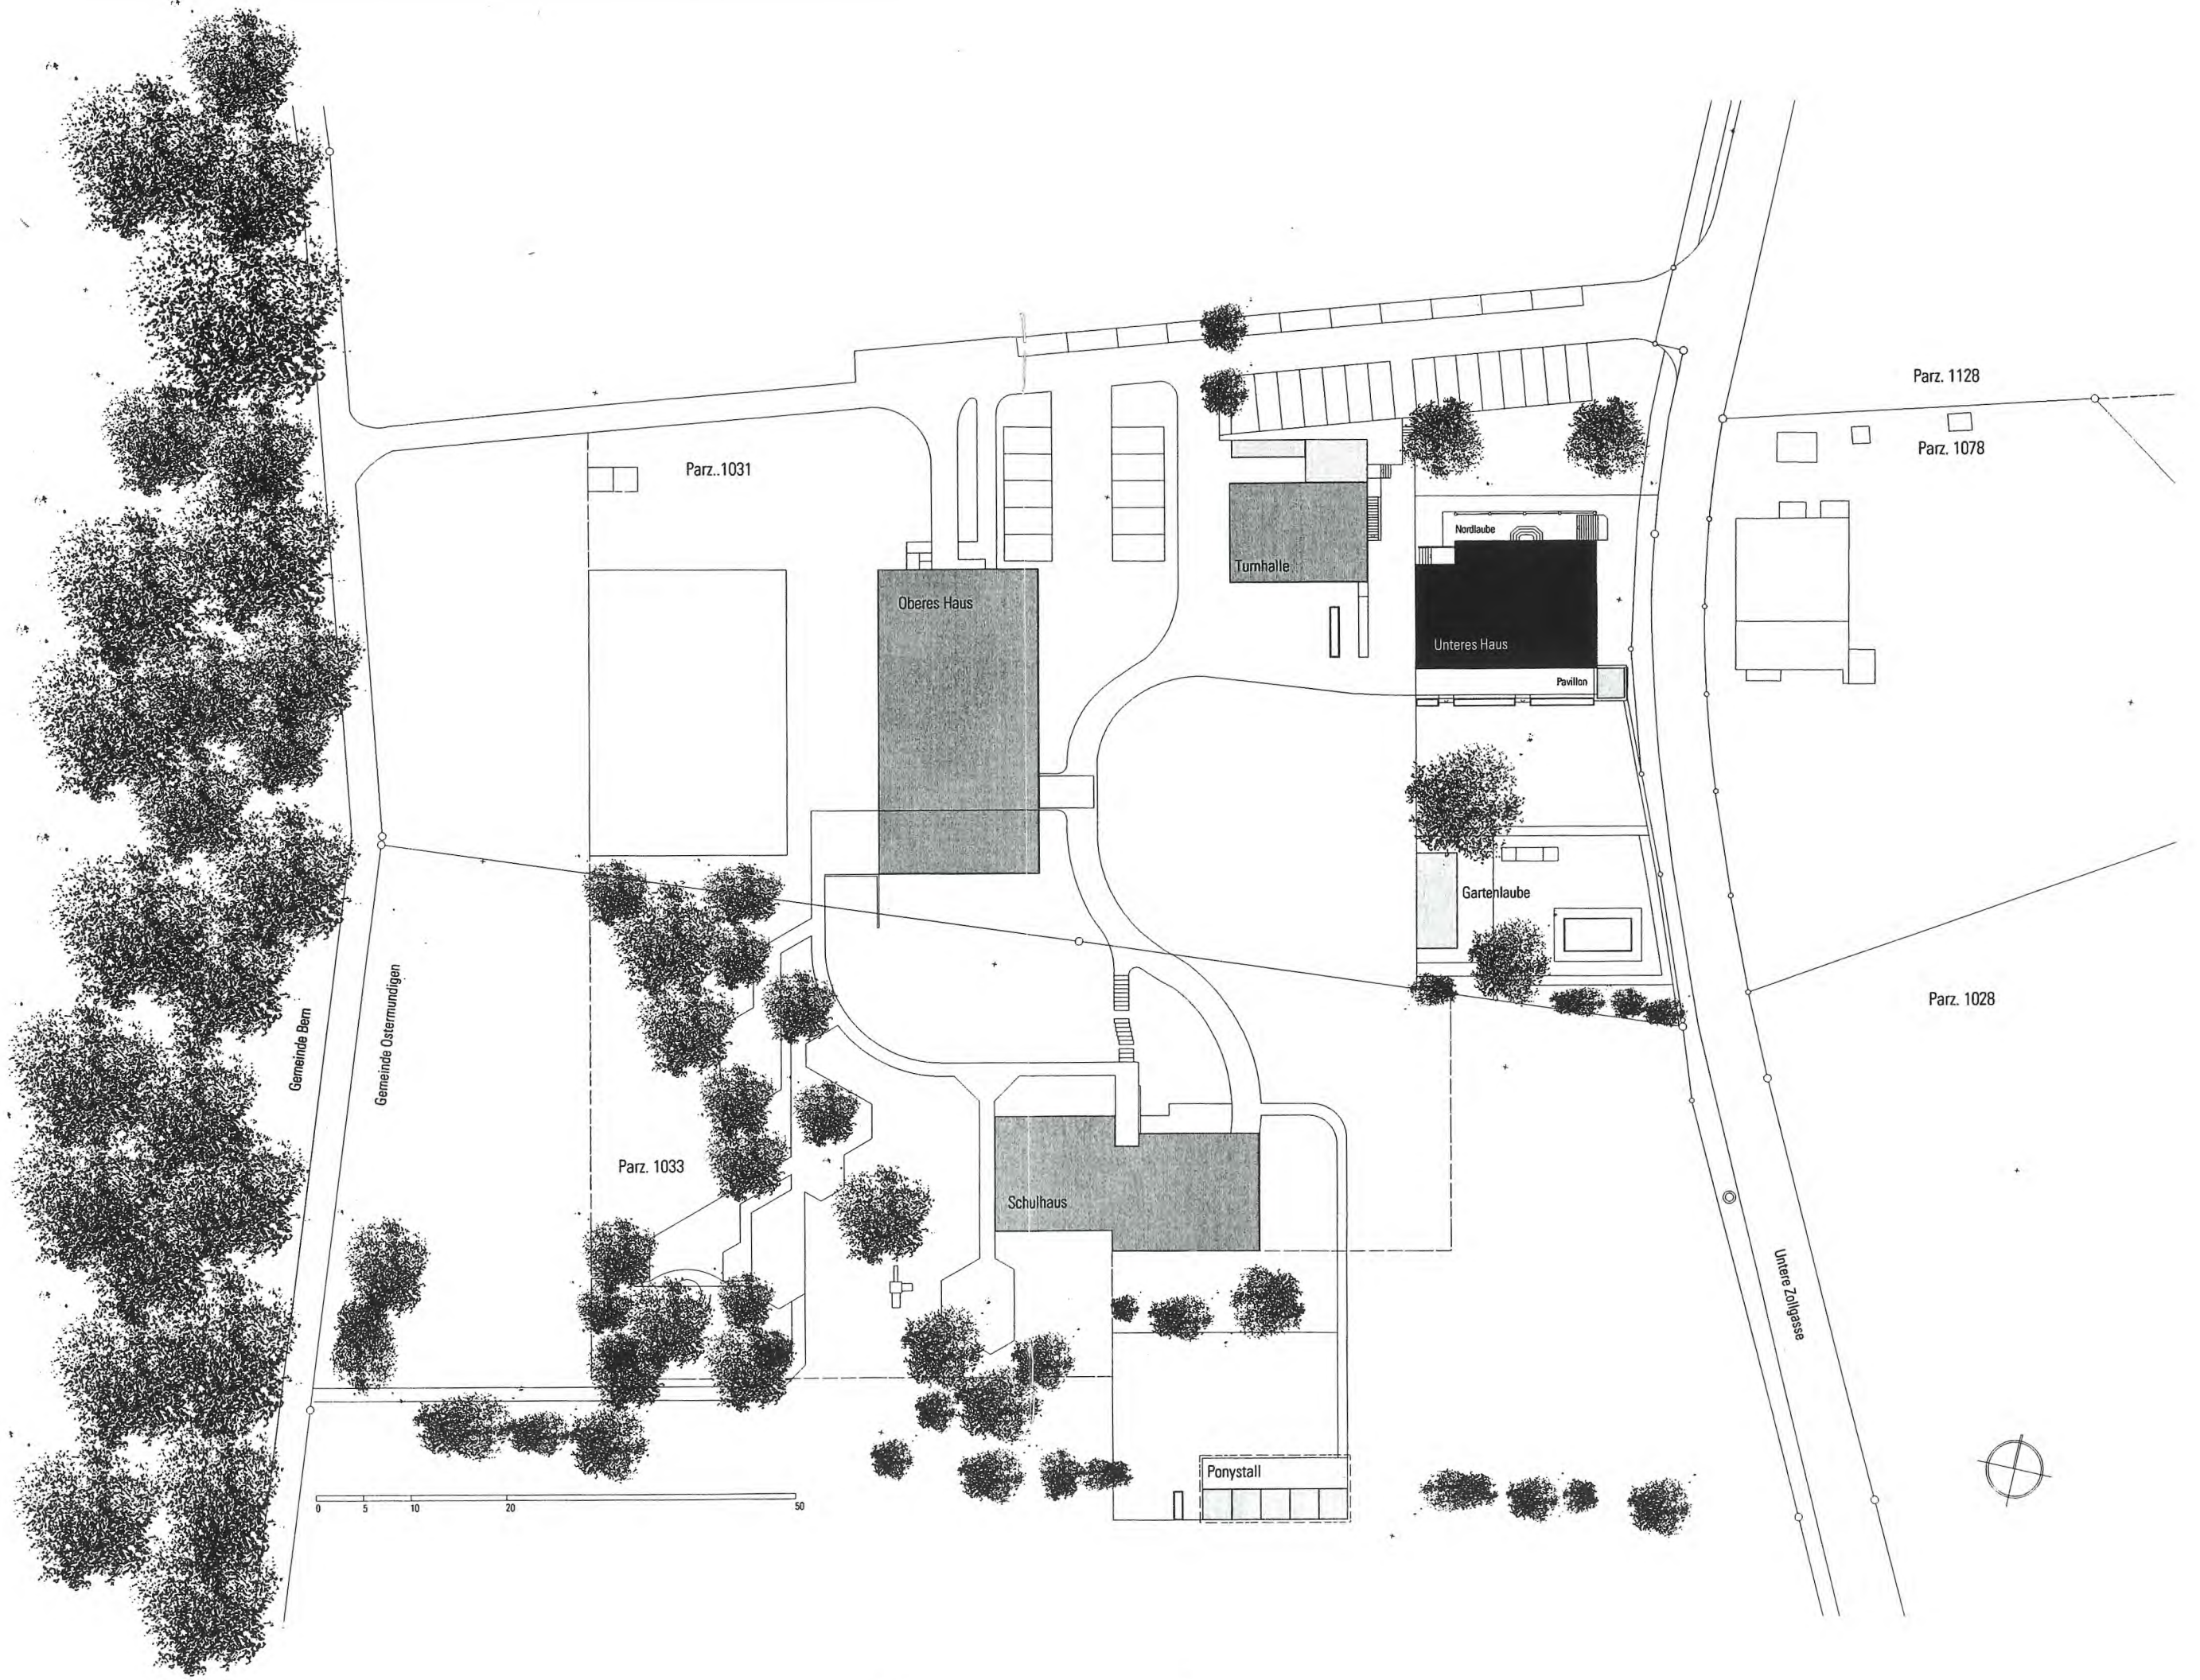 Parz. 1128
Parz. 1078
Parz..1031
Nordlaube
Turnhalle
Oberes Haus
Unteres Haus
Pavillon
Gartenlaube
Gemeinde Bern
Gemeinde Ostermundigen
Parz. 1028
Parz. 1033
Schulhaus
Untere Zollgasse
Ponystall
0 5 10 20 50